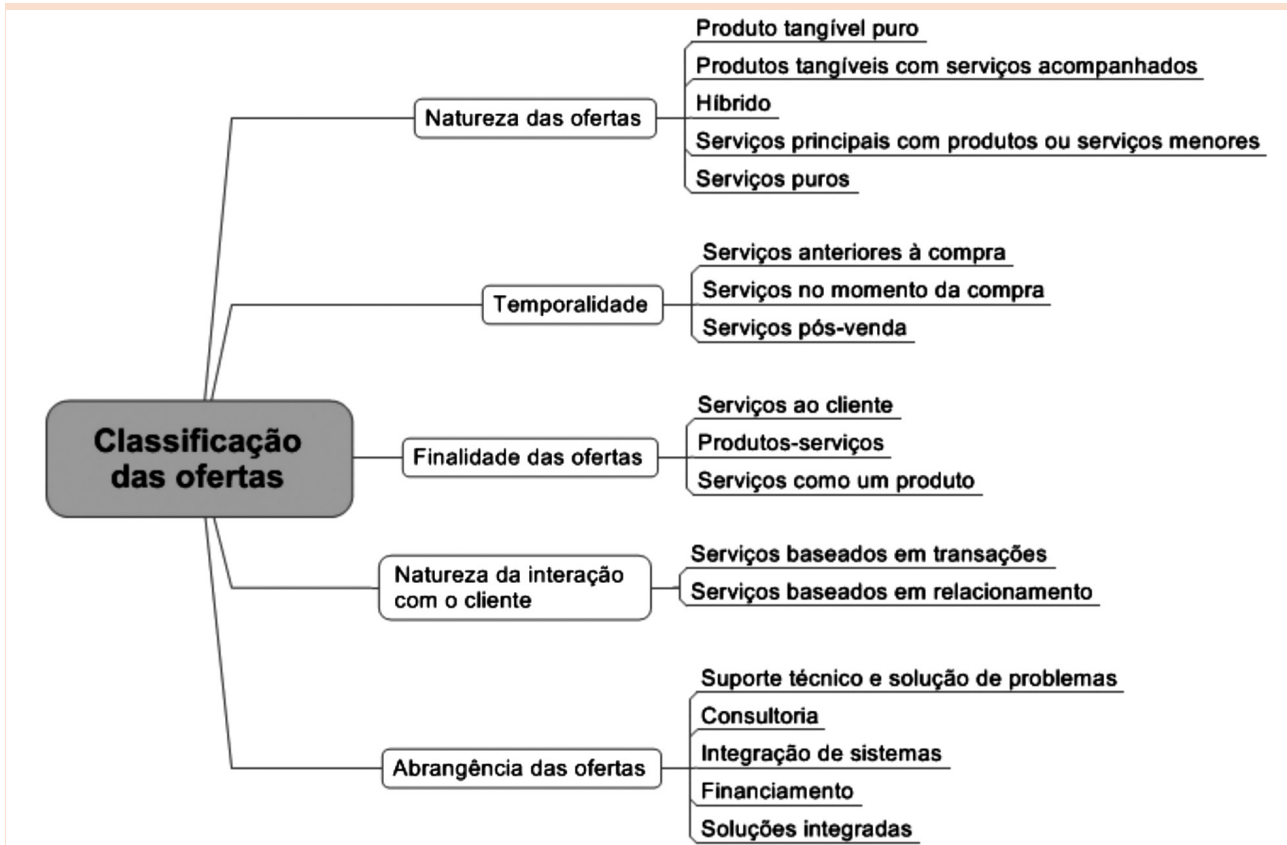 Classificação
das ofertas
Natureza das ofertas
Produto tangível puro
Produtos tangíveis com serviços acompanhados
Híbrido
Serviços principais com produtos ou serviços menores
Serviços puros
Temporalidade
Serviços anteriores à compra
Serviços no momento da compra
Serviços pós-venda
Finalidade das ofertas
Serviços ao cliente
Produtos-serviços
Serviços como um produto
Natureza da interação
com o cliente
Serviços baseados em transações
Serviços baseados em relacionamento
Abrangência das ofertas
Suporte técnico e solução de problemas
Consultoria
Integração de sistemas
Financiamento
Soluções integradas